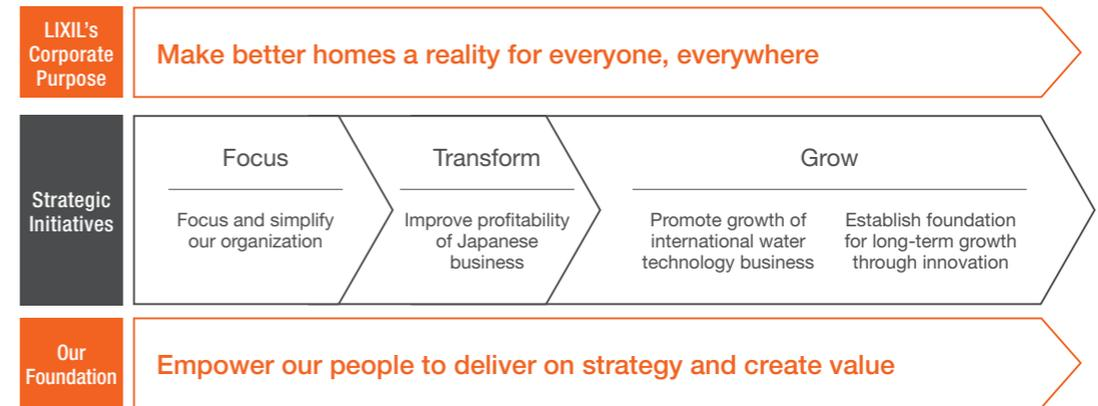 LIXIL's
Corporate
Purpose
Make better homes a reality for everyone, everywhere
Strategic
Initiatives
Focus
Focus and simplify
our organization
Transform
Improve profitability
of Japanese
business
Grow
Promote growth of
international water
technology business
Establish foundation
for long-term growth
through innovation
Our
Foundation
Empower our people to deliver on strategy and create value